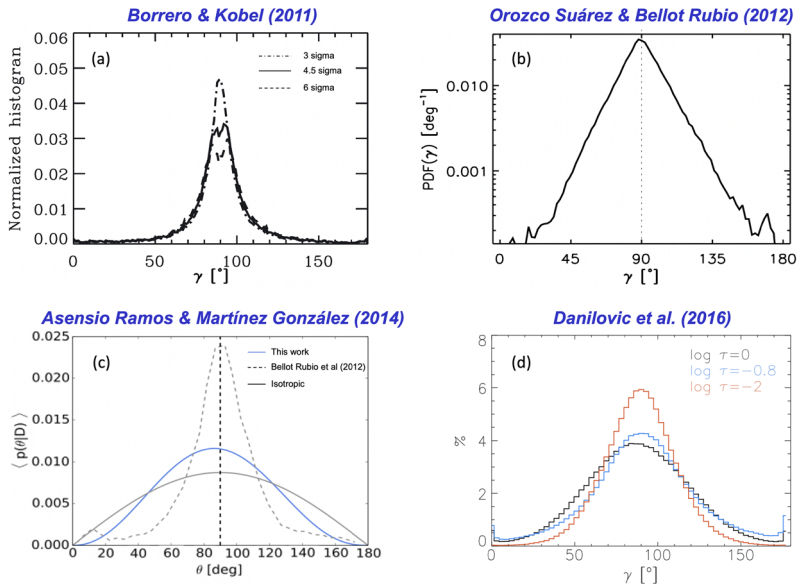 Borrero & Kobel (2011)
(a)
3 sigma
4.5 sigma
6 sigma
Normalized histogran
0.06
0.05
0.04
0.03
0.02
0.01
0.00
0
50
100
150
γ [°]
Orozco Suárez & Bellot Rubio (2012)
(b)
PDF(γ) [deg⁻¹]
0.010
0.001
0
45
90
135
180
γ [°]
Asensio Ramos & Martínez González (2014)
(c)
This work
Bellot Rubio et al (2012)
Isotropic
⟨ p(θ|D) ⟩
0.025
0.020
0.015
0.010
0.005
0.000
0
20
40
60
80
100
120
140
160
180
θ [deg]
Danilovic et al. (2016)
(d)
log τ=0
log τ=−0.8
log τ=−2
%
8
6
4
2
0
0
50
100
150
γ [°]